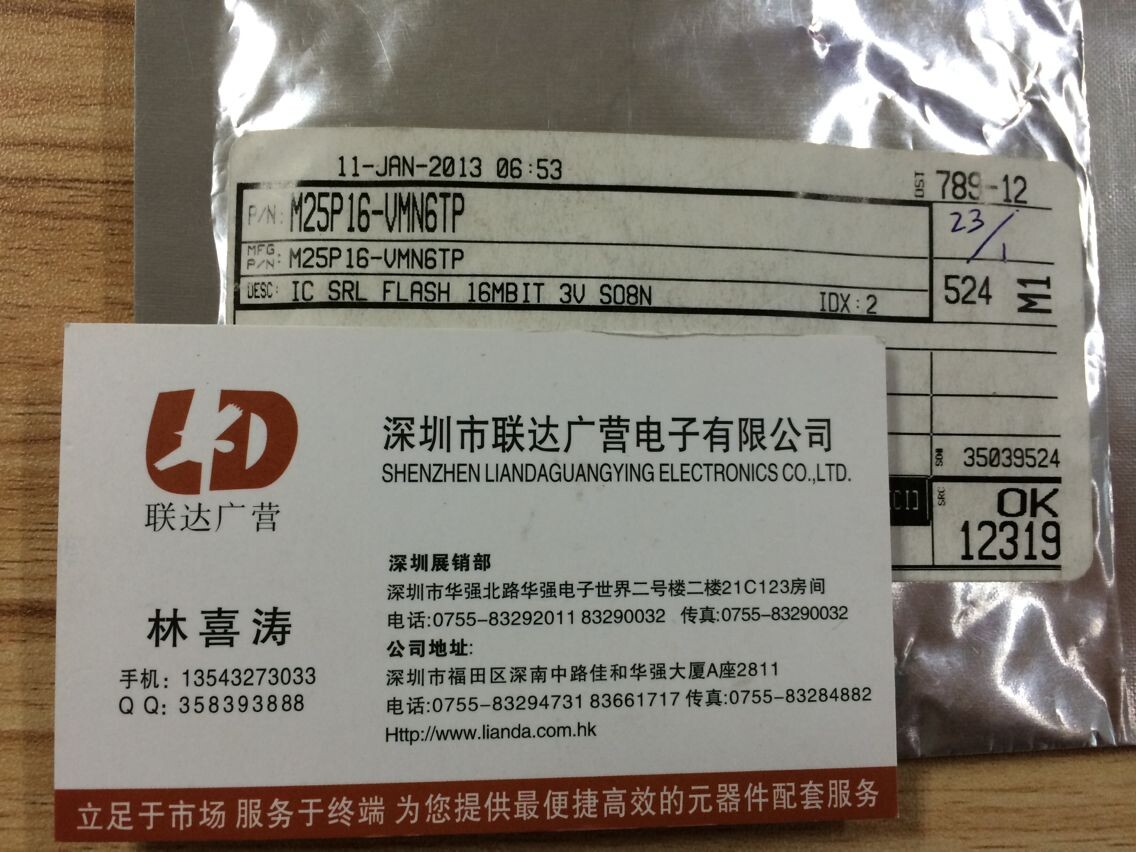 11-JAN-2013 06:53
DST 789-12
P/N: M25P16-VMN6TP
23/1
MFG P/N: M25P16-VMN6TP
DESC: IC SRL FLASH 16MBIT 3V SO8N IDX:2
524 M1
SON 35039524
SRC OK
12319
LD
联达广营
深圳市联达广营电子有限公司
SHENZHEN LIANDAGUANGYING ELECTRONICS CO.,LTD.
林喜涛
手机: 13543273033
Q Q: 358393888
深圳展销部
深圳市华强北路华强电子世界二号楼二楼21C123房间
电话:0755-83292011 83290032 传真:0755-83290032
公司地址:
深圳市福田区深南中路佳和华强大厦A座2811
电话:0755-83294731 83661717 传真:0755-83284882
Http://www.lianda.com.hk
立足于市场 服务于终端 为您提供最便捷高效的元器件配套服务